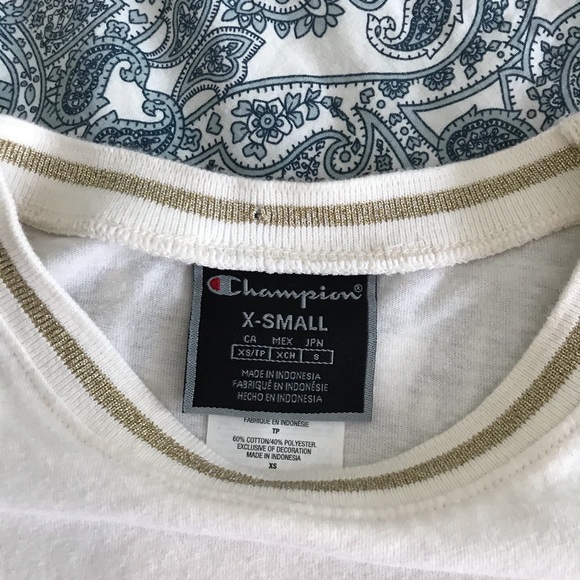 Champion®
X-SMALL
CA MEX JPN
XS/TP XCH S
MADE IN INDONESIA
FABRIQUÉ EN INDONÉSIE
HECHO EN INDONESIA
FABRIQUE EN INDONESIE
TP
60% COTTON/40% POLYESTER.
EXCLUSIVE OF DECORATION
MADE IN INDONESIA
XS